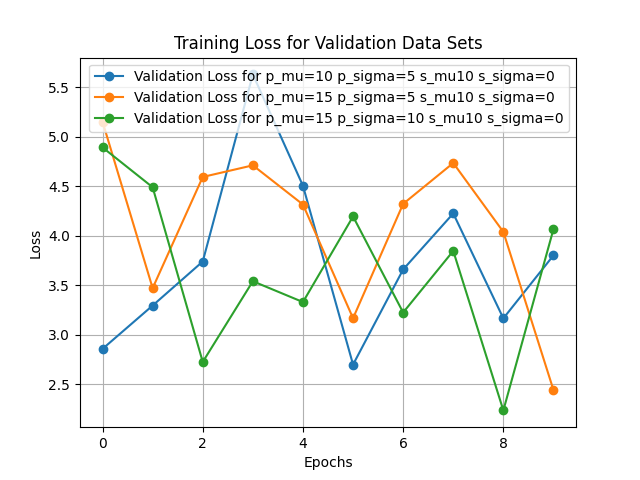 Training Loss for Validation Data Sets
Validation Loss for p_mu=10 p_sigma=5 s_mu10 s_sigma=0
Validation Loss for p_mu=15 p_sigma=5 s_mu10 s_sigma=0
Validation Loss for p_mu=15 p_sigma=10 s_mu10 s_sigma=0
5.5
5.0
4.5
4.0
3.5
3.0
2.5
Loss
0 2 4 6 8
Epochs